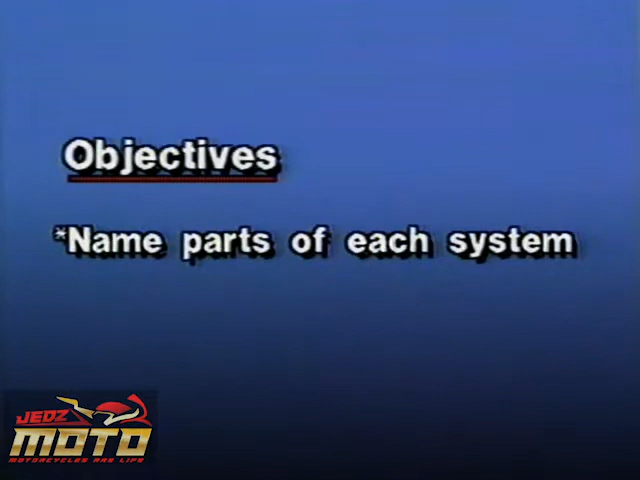 Objectives
*Name parts of each system
JEDZ
MOTO
MOTORCYCLES ARE LIFE